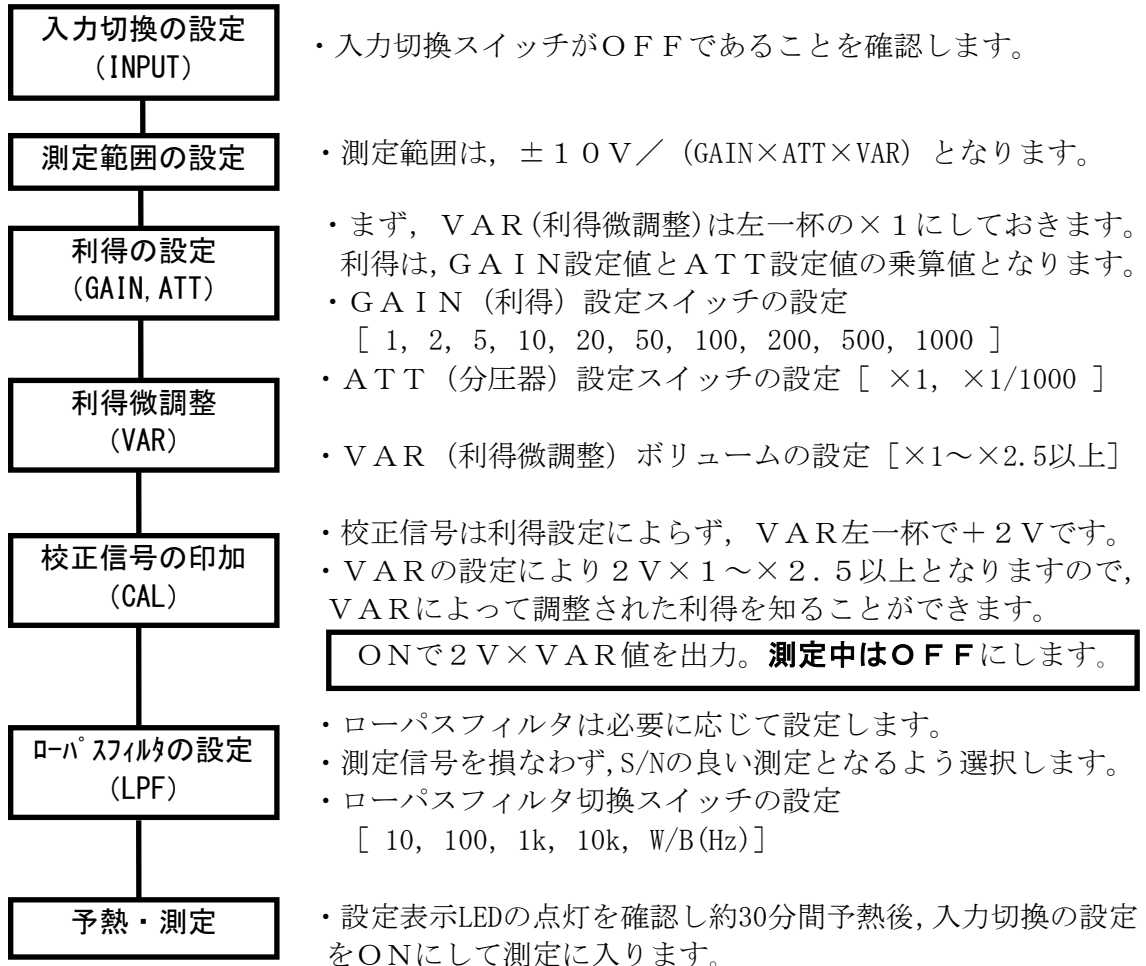 入力切換の設定
(INPUT)
・入力切換スイッチがＯＦＦであることを確認します。
測定範囲の設定
・測定範囲は，±１０Ｖ／（GAIN×ATT×VAR）となります。
利得の設定
(GAIN,ATT)
・まず，ＶＡＲ(利得微調整)は左一杯の×１にしておきます。
利得は,ＧＡＩＮ設定値とＡＴＴ設定値の乗算値となります。
・ＧＡＩＮ（利得）設定スイッチの設定
［ 1, 2, 5, 10, 20, 50, 100, 200, 500, 1000 ］
・ＡＴＴ（分圧器）設定スイッチの設定［ ×1, ×1/1000 ］
利得微調整
(VAR)
・ＶＡＲ（利得微調整）ボリュームの設定［×1～×2.5以上］
校正信号の印加
(CAL)
・校正信号は利得設定によらず，VAR左一杯で＋２Ｖです。
・ＶＡＲの設定により２Ｖ×１～×２.５以上となりますので，
ＶＡＲによって調整された利得を知ることができます。
ＯＮで２Ｖ×ＶＡＲ値を出力。測定中はＯＦＦにします。
ﾛｰﾊﾟｽﾌｨﾙﾀの設定
(LPF)
・ローパスフィルタは必要に応じて設定します。
・測定信号を損なわず,S/Nの良い測定となるよう選択します。
・ローパスフィルタ切換スイッチの設定
［ 10, 100, 1k, 10k, W/B(Hz)］
予熱・測定
・設定表示LEDの点灯を確認し約30分間予熱後,入力切換の設定
をＯＮにして測定に入ります。